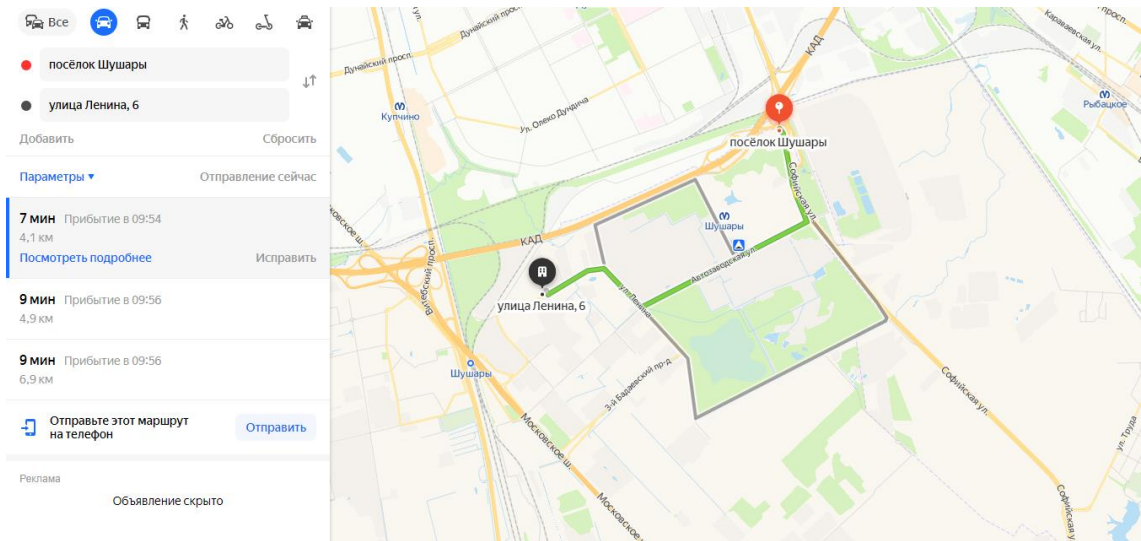 Все
посёлок Шушары
улица Ленина, 6
Добавить
Сбросить
Параметры
Отправление сейчас
7 мин Прибытие в 09:54
4,1 км
Посмотреть подробнее
Исправить
9 мин Прибытие в 09:56
4,9 км
9 мин Прибытие в 09:56
6,9 км
Отправьте этот маршрут
на телефон
Отправить
Реклама
Объявление скрыто
Дунайский просп.
Дунайский просп.
КАД
Караваевская ул.
Рыбацкое
Купчино
Ул. Олеко Дундича
посёлок Шушары
Софийская ул.
Шушары
КАД
Московское ш.
Витебский просп.
Автозаводская ул.
ул. Ленина
улица Ленина, 6
Шушары
3-й Бадаевский пр-д
Софийская ул.
Московское ш.
ул. Труда
Московское
Софийская у